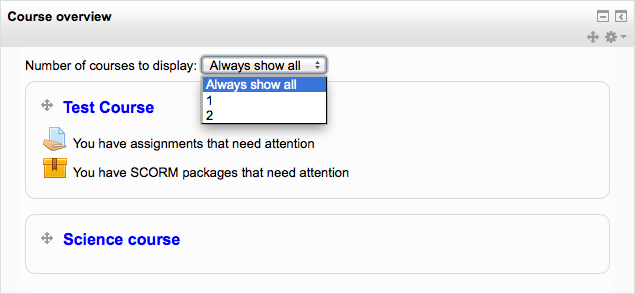 Course overview
Number of courses to display: Always show all
Always show all
1
2
Test Course
You have assignments that need attention
You have SCORM packages that need attention
Science course